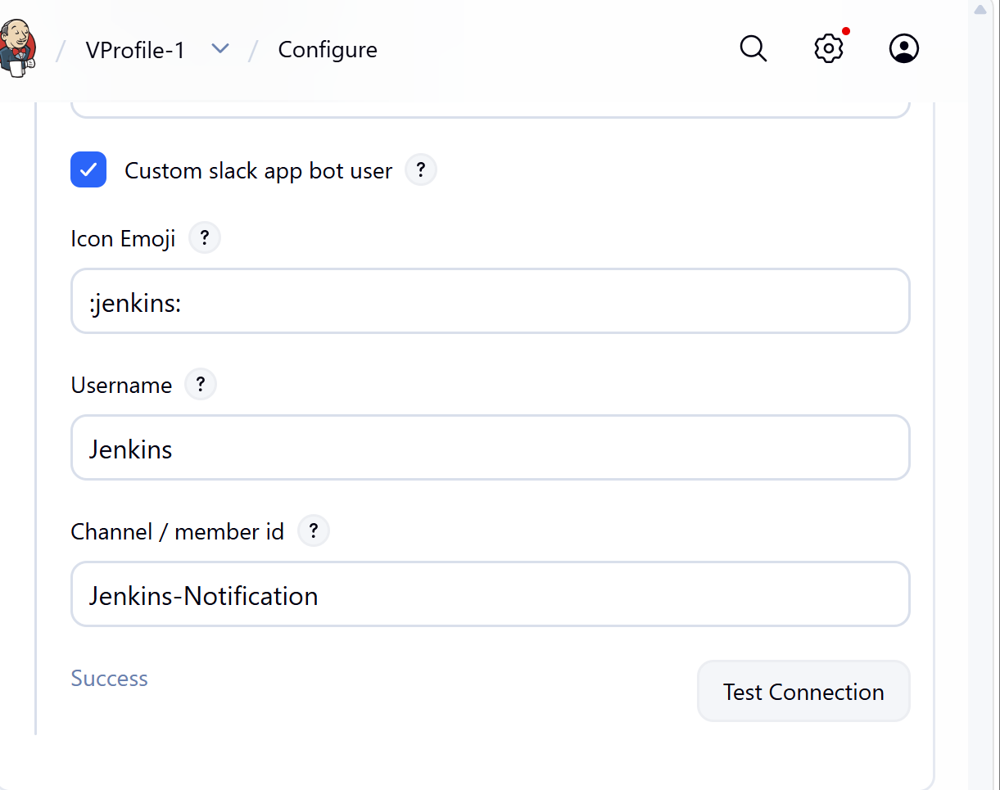 / VProfile-1 / Configure
Custom slack app bot user ?
Icon Emoji ?
:jenkins:
Username ?
Jenkins
Channel / member id ?
Jenkins-Notification
Success
Test Connection